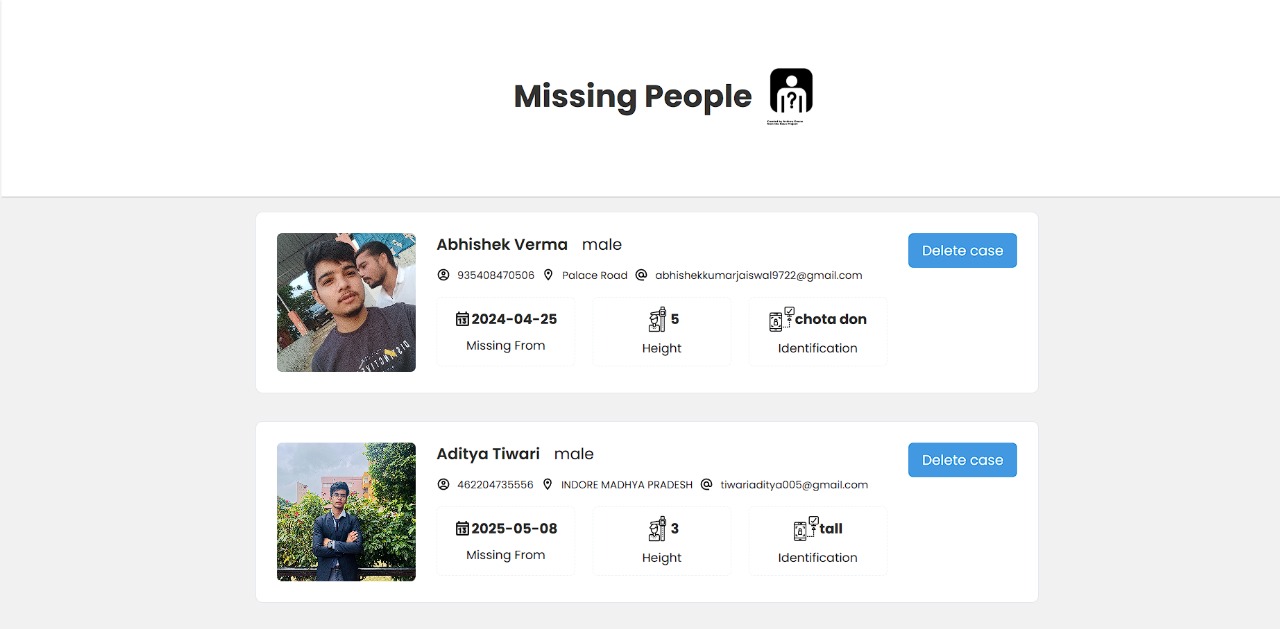 Missing People
Abhishek Verma male
Delete case
935408470506 Palace Road abhishekkumarjaiswal9722@gmail.com
2024-04-25
Missing From
5
Height
chota don
Identification
Aditya Tiwari male
Delete case
462204735556 INDORE MADHYA PRADESH tiwariaditya005@gmail.com
2025-05-08
Missing From
3
Height
tall
Identification